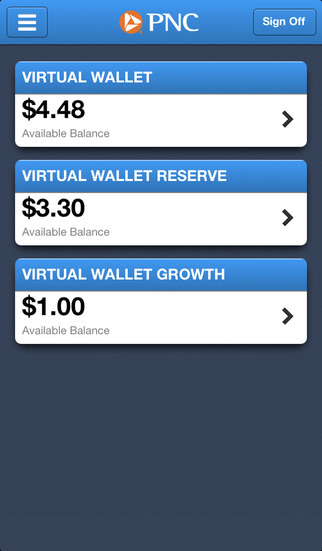 PNC
Sign Off
VIRTUAL WALLET
$4.48
Available Balance
VIRTUAL WALLET RESERVE
$3.30
Available Balance
VIRTUAL WALLET GROWTH
$1.00
Available Balance